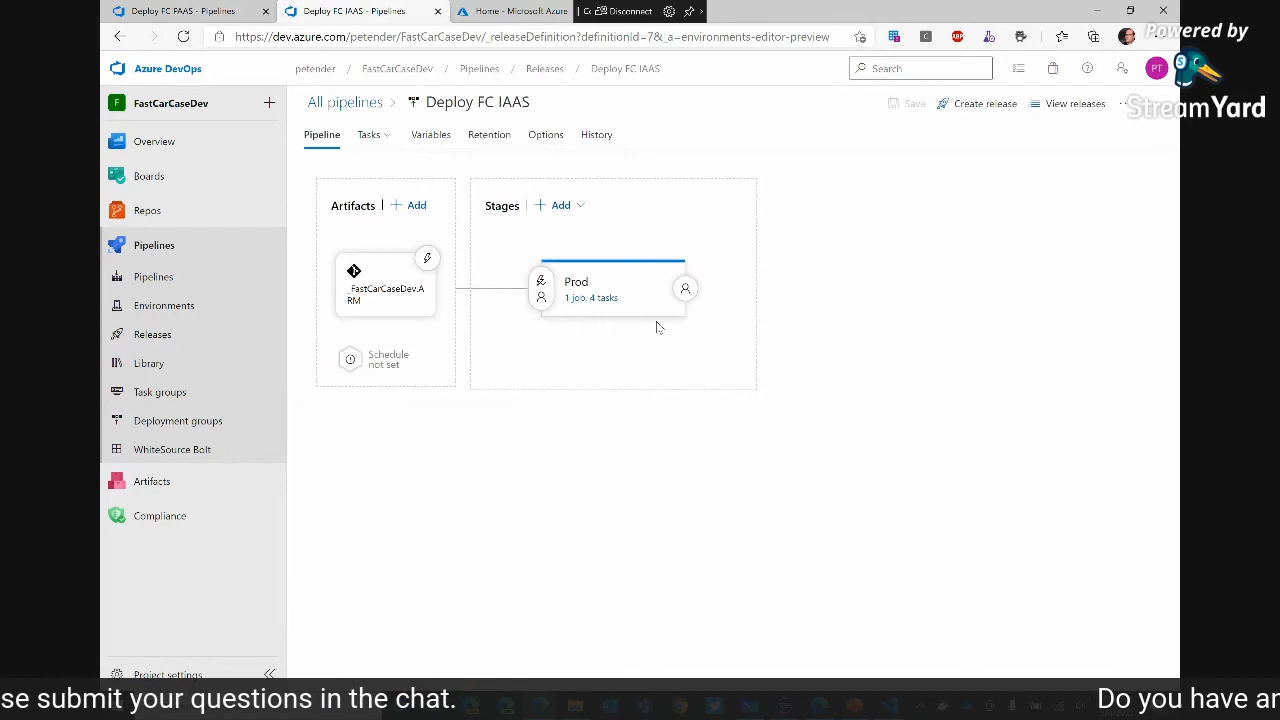 Deploy FC PAAS - Pipelines
Deploy FC IAAS - Pipelines
Home - Microsoft Azure
Disconnect
https://dev.azure.com/petender/FastCarCaseDev/_releaseDefinition?definitionId=7&_a=environments-editor-preview
Powered by
StreamYard
Azure DevOps
petender / FastCarCaseDev / Pipelines / Releases / Deploy FC IAAS
Search
PT
F FastCarCaseDev
All pipelines > Deploy FC IAAS
Save
Create release
View releases
Pipeline Tasks Variables Retention Options History
Overview
Boards
Repos
Pipelines
Pipelines
Environments
Releases
Library
Task groups
Deployment groups
WhiteSource Bolt
Artifacts
Compliance
Project settings
Artifacts | + Add
_FastCarCaseDev.A
RM
Schedule
not set
Stages | + Add
Prod
1 job, 4 tasks
se submit your questions in the chat.
Do you have an